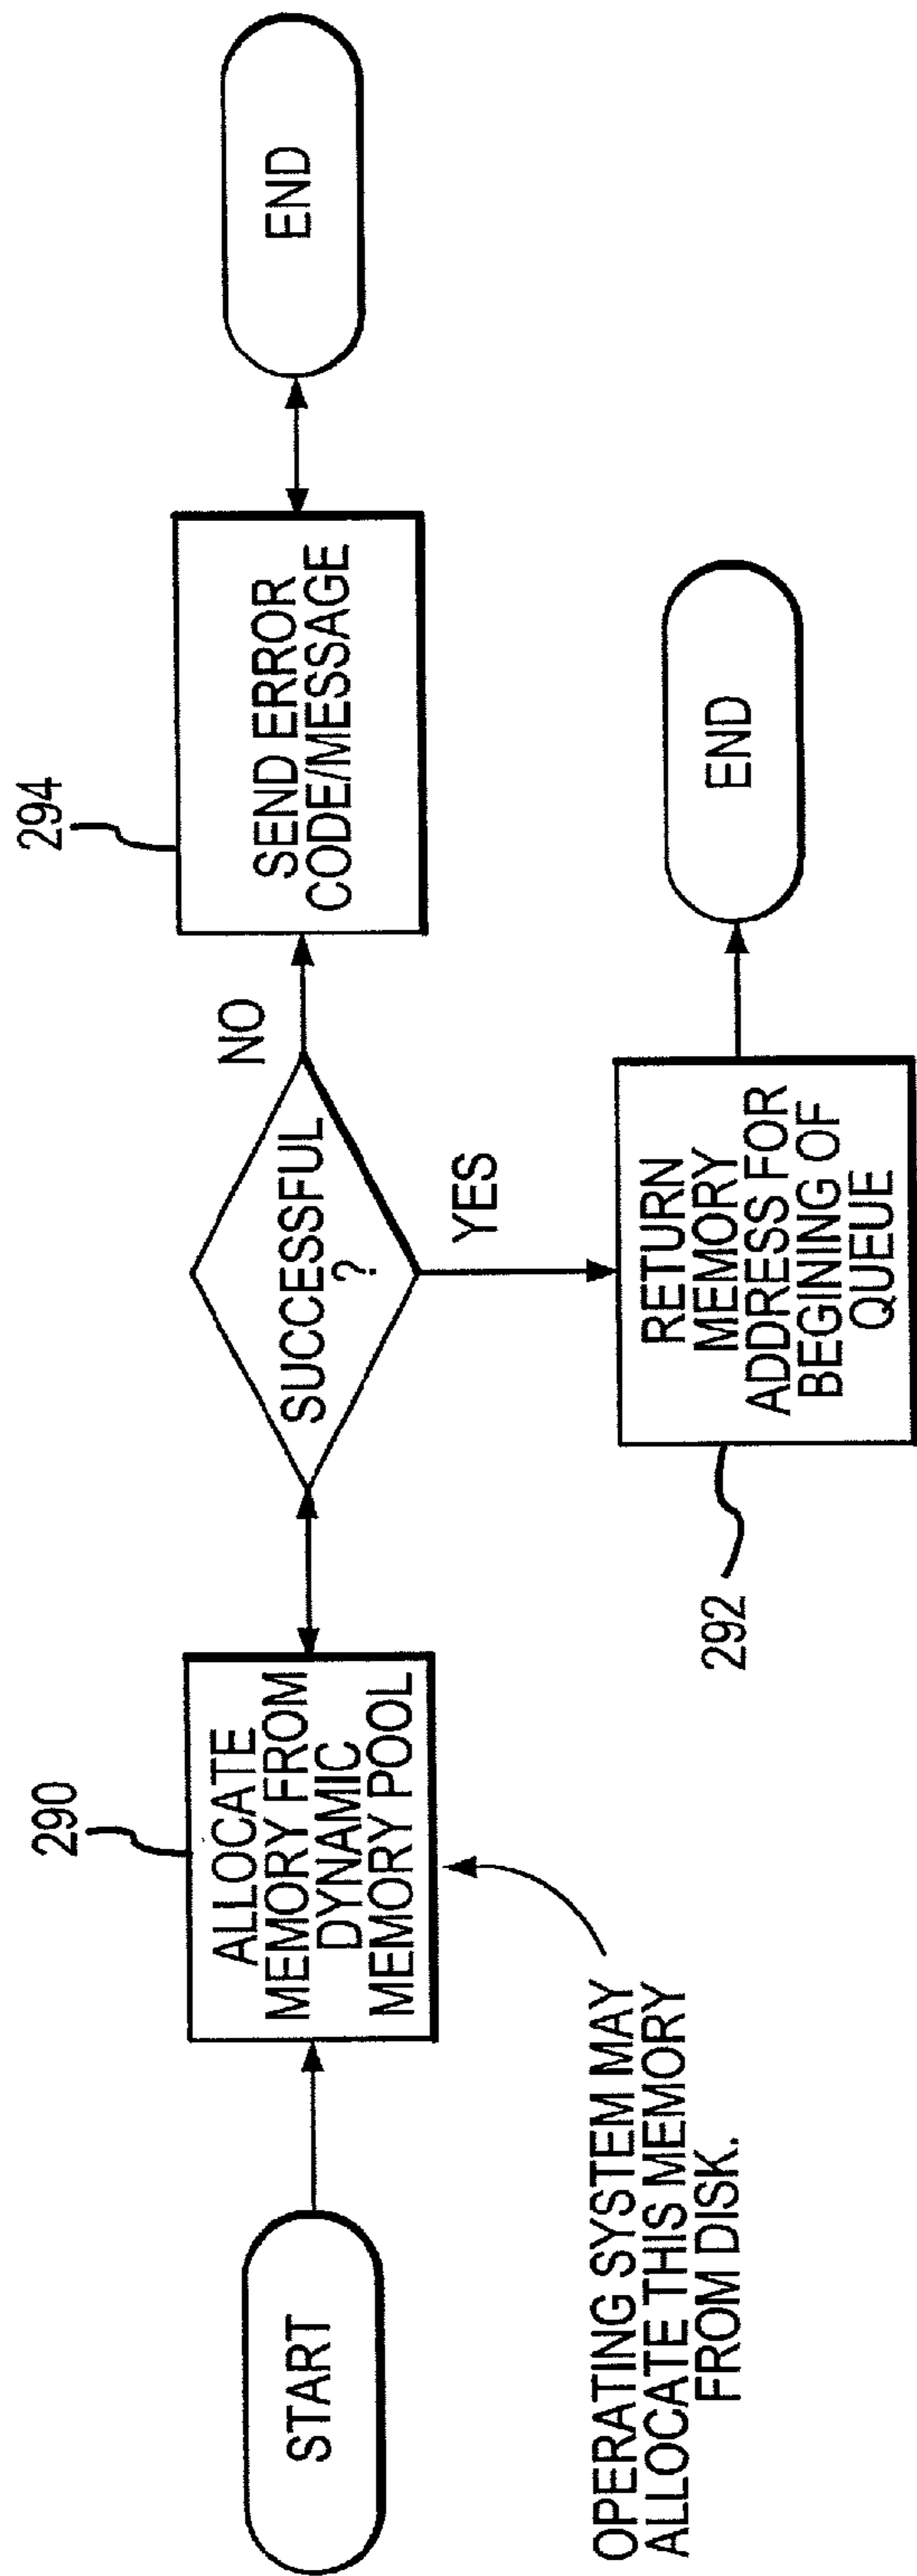 START
290
ALLOCATE
MEMORY FROM
DYNAMIC
MEMORY POOL
OPERATING SYSTEM MAY
ALLOCATE THIS MEMORY
FROM DISK.
SUCCESSFUL
?
NO
294
SEND ERROR
CODE/MESSAGE
END
YES
292
RETURN
MEMORY
ADDRESS FOR
BEGINING OF
QUEUE
END